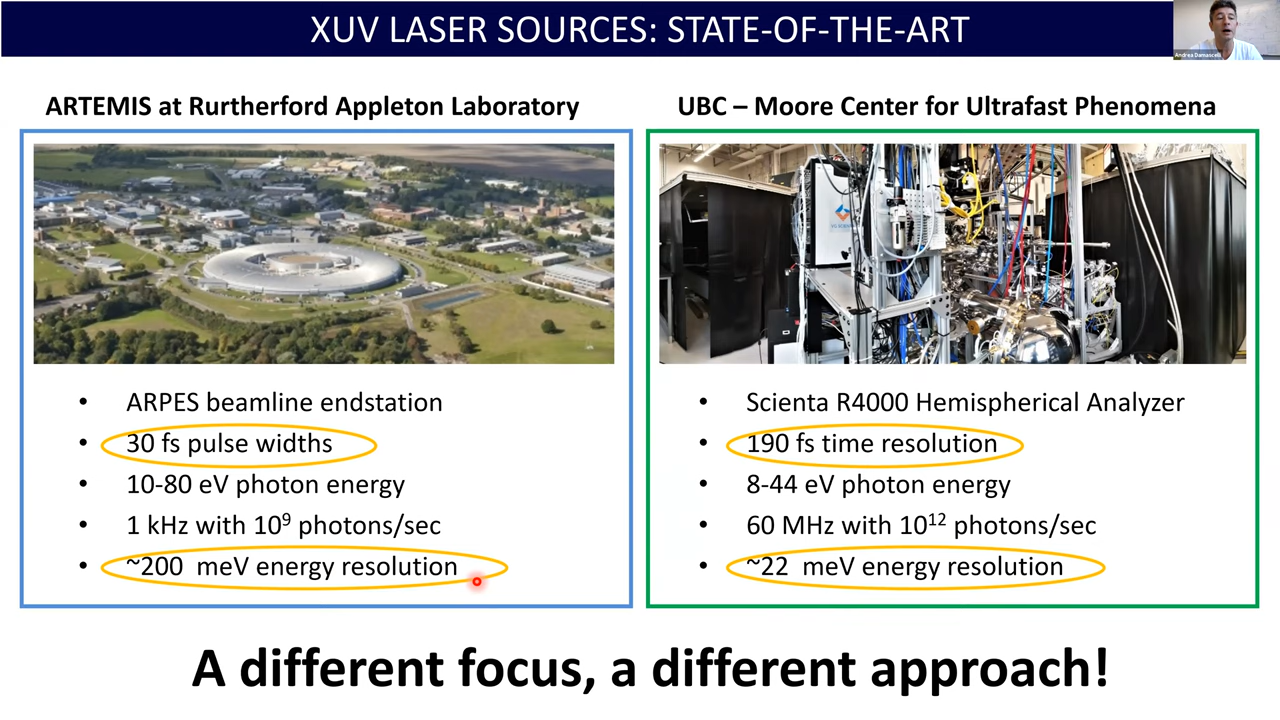 XUV LASER SOURCES: STATE-OF-THE-ART
Andrea Damascelli
ARTEMIS at Rurtherford Appleton Laboratory
UBC – Moore Center for Ultrafast Phenomena
• ARPES beamline endstation
• 30 fs pulse widths
• 10-80 eV photon energy
• 1 kHz with 10⁹ photons/sec
• ~200 meV energy resolution
• Scienta R4000 Hemispherical Analyzer
• 190 fs time resolution
• 8-44 eV photon energy
• 60 MHz with 10¹² photons/sec
• ~22 meV energy resolution
A different focus, a different approach!